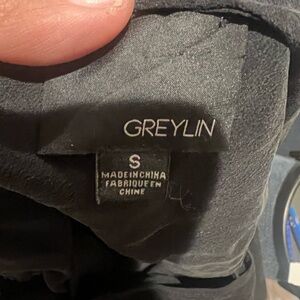 GREYLIN
S
MADE IN CHINA
FABRIQUE EN
CHINE